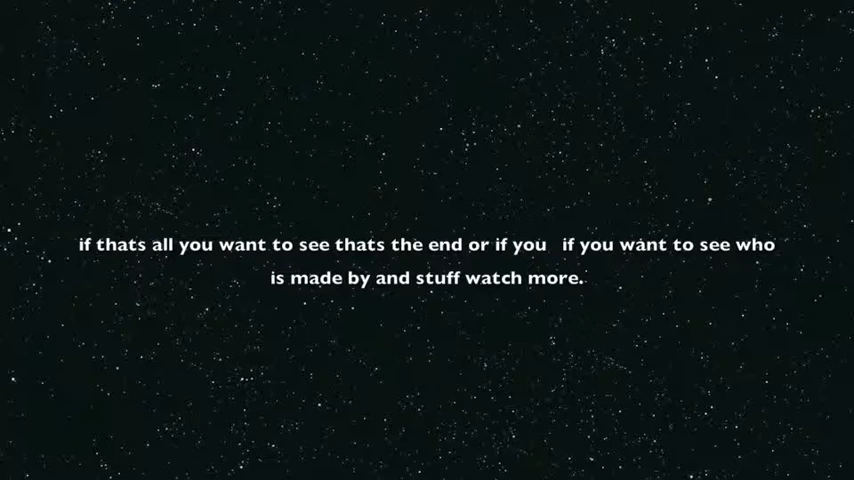 if thats all you want to see thats the end or if you   if you want to see who
is made by and stuff watch more.